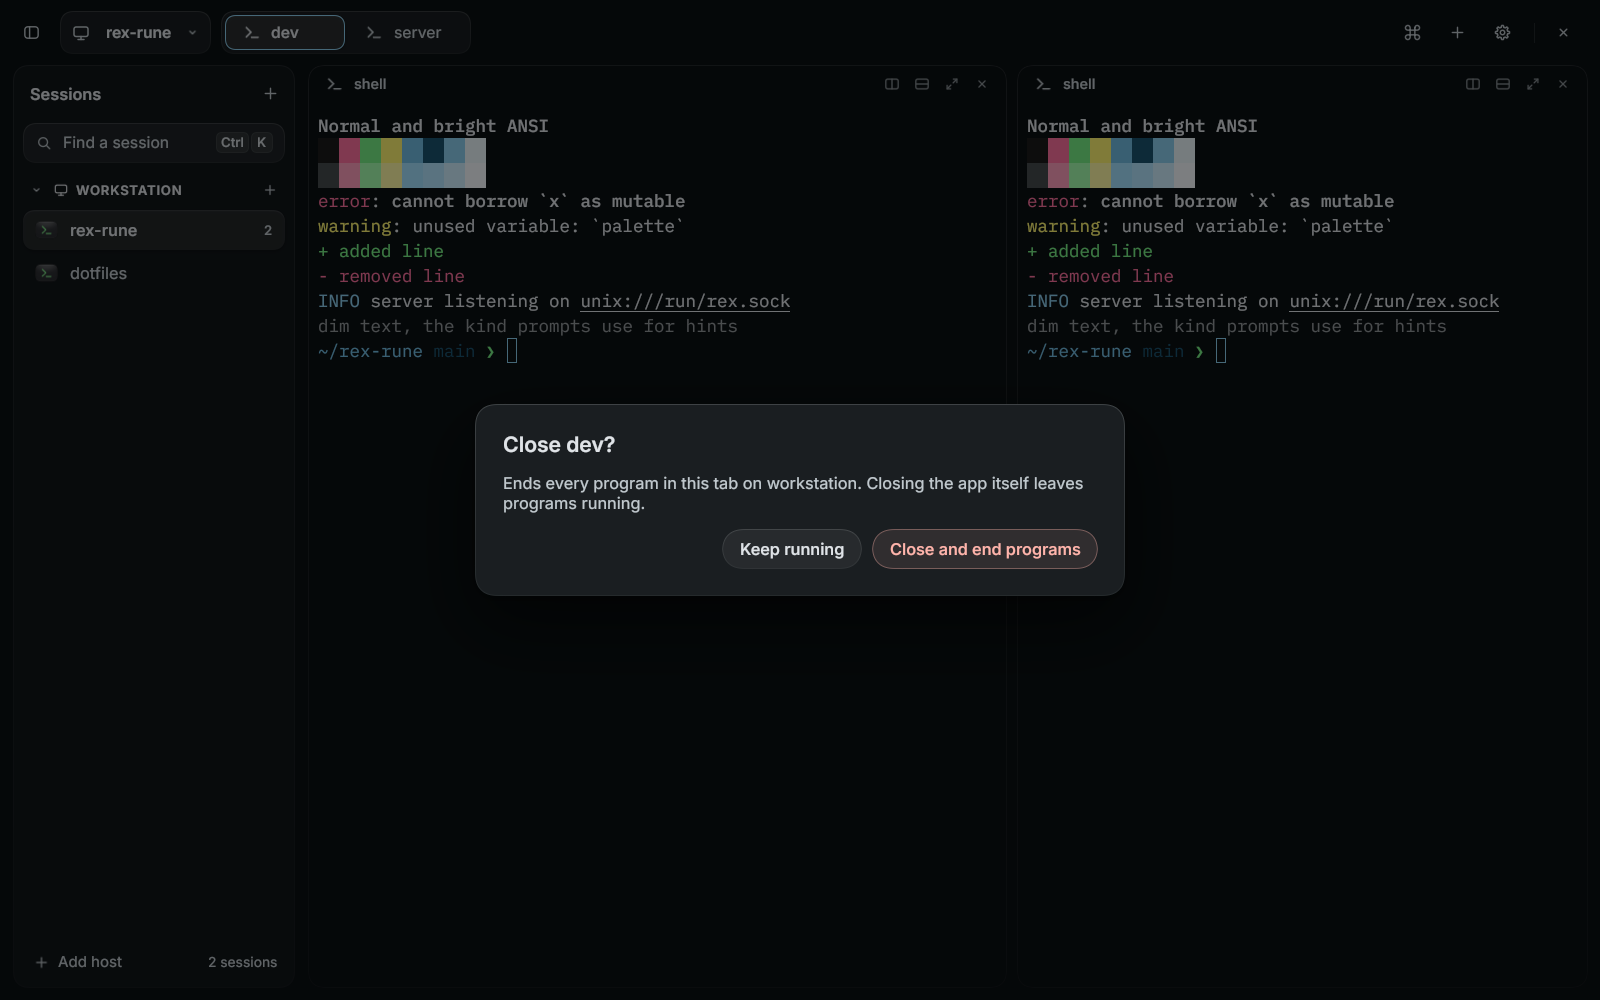 rex-rune
dev
server
Sessions
Find a session Ctrl K
WORKSTATION
rex-rune 2
dotfiles
Add host 2 sessions
shell
Normal and bright ANSI
error: cannot borrow `x` as mutable
warning: unused variable: `palette`
+ added line
- removed line
INFO server listening on unix:///run/rex.sock
dim text, the kind prompts use for hints
~/rex-rune main ❯
shell
Normal and bright ANSI
error: cannot borrow `x` as mutable
warning: unused variable: `palette`
+ added line
- removed line
INFO server listening on unix:///run/rex.sock
dim text, the kind prompts use for hints
~/rex-rune main ❯
Close dev?
Ends every program in this tab on workstation. Closing the app itself leaves
programs running.
Keep running
Close and end programs